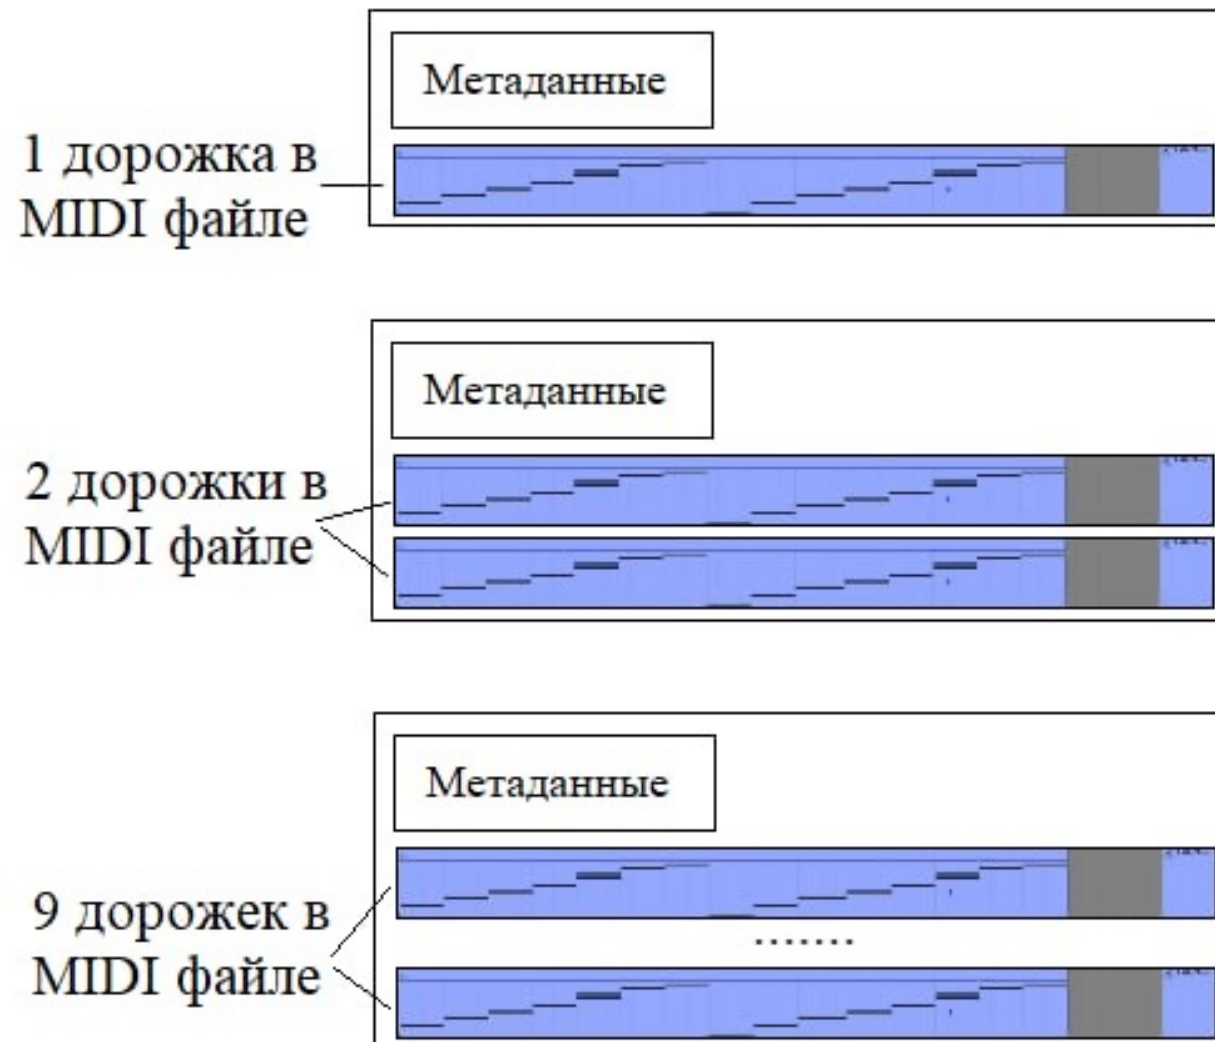 Метаданные
1 дорожка в
MIDI файле
Метаданные
2 дорожки в
MIDI файле
Метаданные
9 дорожек в
MIDI файле
.......